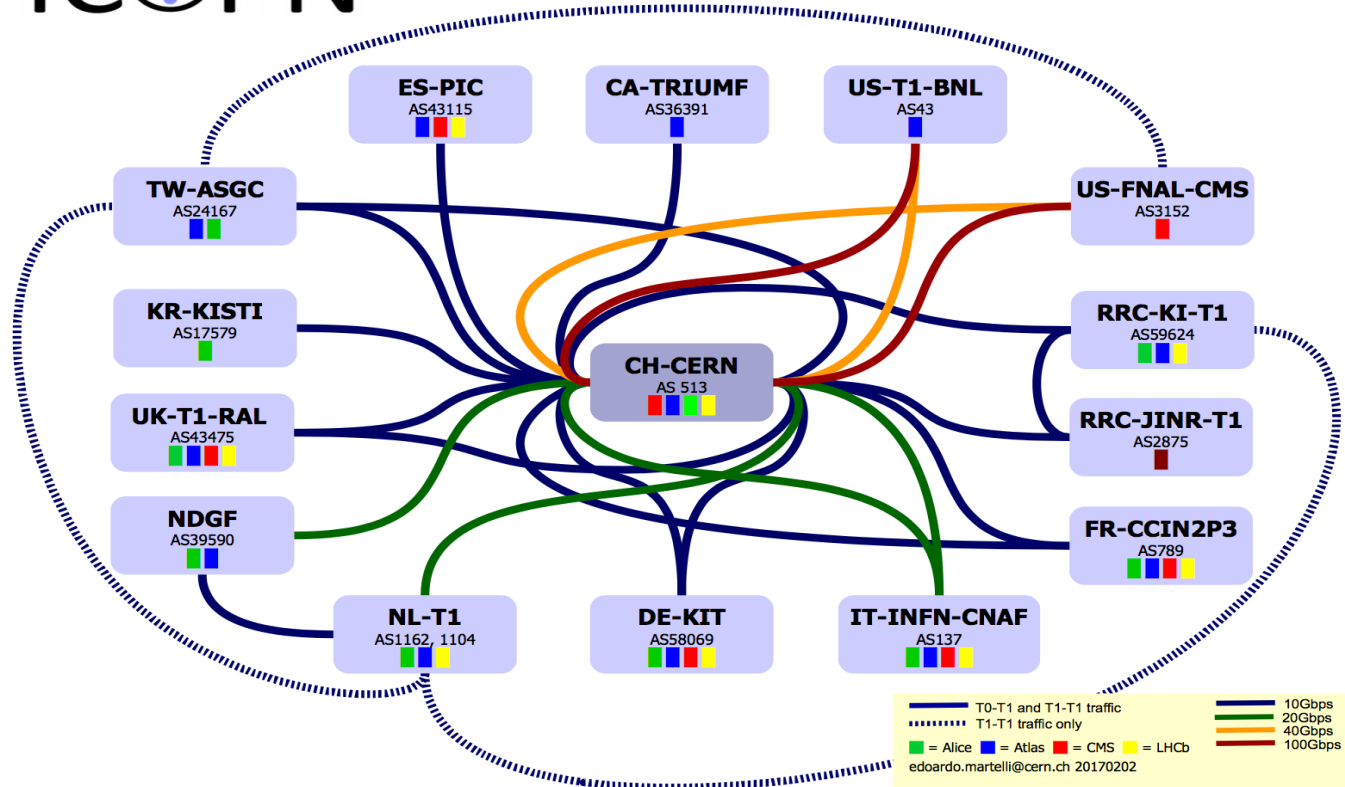 ES-PIC
AS43115
CA-TRIUMF
AS36391
US-T1-BNL
AS43
TW-ASGC
AS24167
US-FNAL-CMS
AS3152
KR-KISTI
AS17579
RRC-KI-T1
AS59624
CH-CERN
AS 513
UK-T1-RAL
AS43475
RRC-JINR-T1
AS2875
NDGF
AS39590
FR-CCIN2P3
AS789
NL-T1
AS1162, 1104
DE-KIT
AS58069
IT-INFN-CNAF
AS137
T0-T1 and T1-T1 traffic
T1-T1 traffic only
= Alice = Atlas = CMS = LHCb
edoardo.martelli@cern.ch 20170202
10Gbps
20Gbps
40Gbps
100Gbps